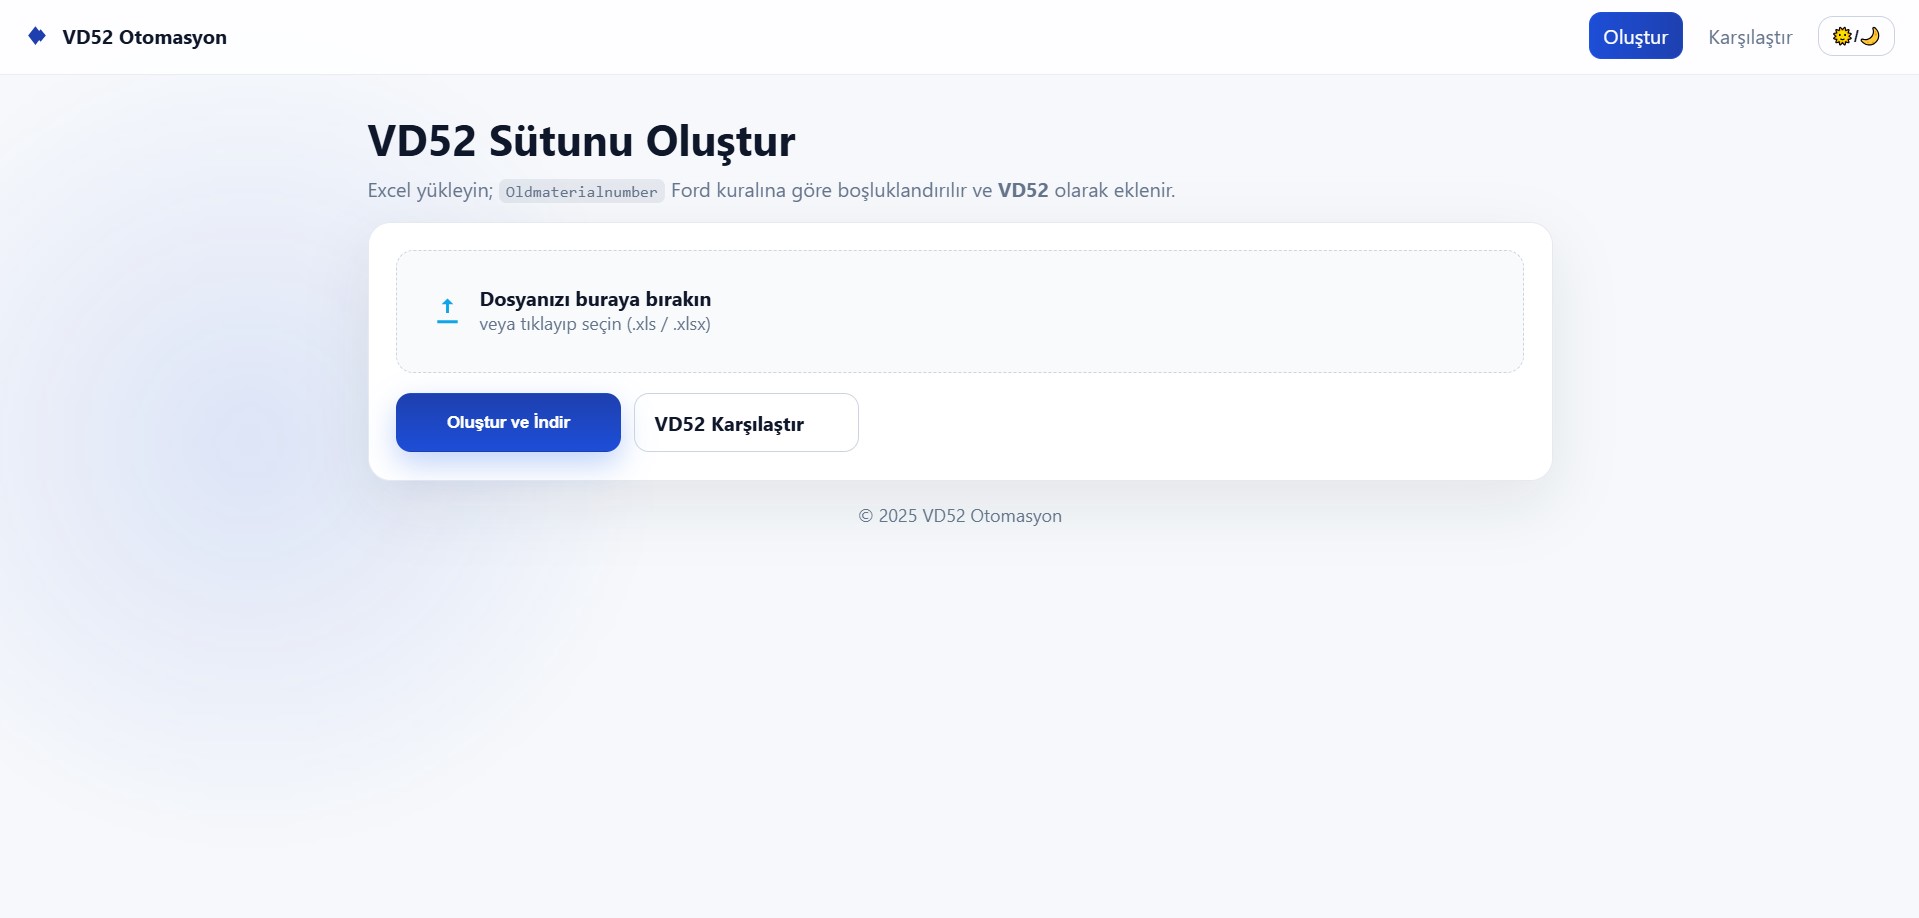 VD52 Otomasyon
Oluştur
Karşılaştır
/
VD52 Sütunu Oluştur
Excel yükleyin; Oldmaterialnumber Ford kuralına göre boşluklandırılır ve VD52 olarak eklenir.
Dosyanızı buraya bırakın
veya tıklayıp seçin (.xls / .xlsx)
Oluştur ve İndir
VD52 Karşılaştır
© 2025 VD52 Otomasyon